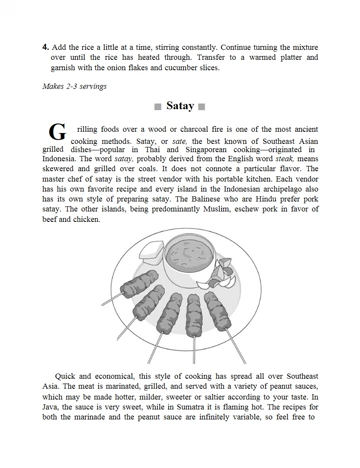 4. Add the rice a little at a time, stirring constantly. Continue turning the mixture
over until the rice has heated through. Transfer to a warmed platter and
garnish with the onion flakes and cucumber slices.
Makes 2-3 servings
Satay
Grilling foods over a wood or charcoal fire is one of the most ancient
cooking methods. Satay, or sate, the best known of Southeast Asian
grilled dishes—popular in Thai and Singaporean cooking—originated in
Indonesia. The word satay, probably derived from the English word steak, means
skewered and grilled over coals. It does not connote a particular flavor. The
master chef of satay is the street vendor with his portable kitchen. Each vendor
has his own favorite recipe and every island in the Indonesian archipelago also
has its own style of preparing satay. The Balinese who are Hindu prefer pork
satay. The other islands, being predominantly Muslim, eschew pork in favor of
beef and chicken.
Quick and economical, this style of cooking has spread all over Southeast
Asia. The meat is marinated, grilled, and served with a variety of peanut sauces,
which may be made hotter, milder, sweeter or saltier according to your taste. In
Java, the sauce is very sweet, while in Sumatra it is flaming hot. The recipes for
both the marinade and the peanut sauce are infinitely variable, so feel free to